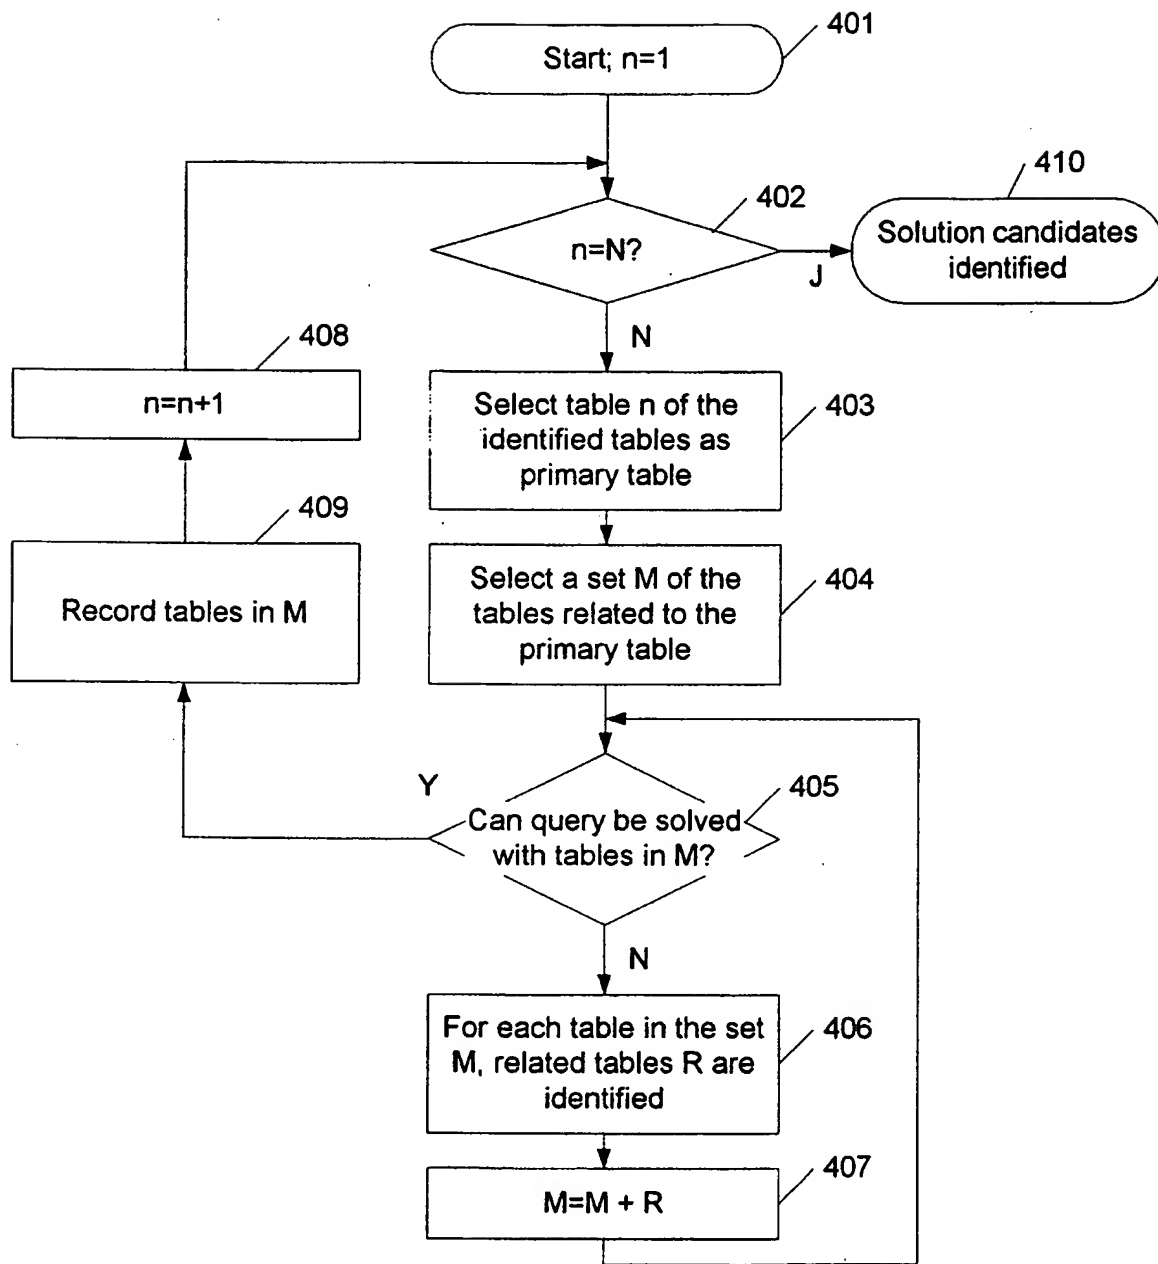 401
Start; n=1
410
402
Solution candidates
identified
n=N?
J
N
408
n=n+1
Select table n of the
identified tables as
primary table
403
409
Record tables in M
Select a set M of the
tables related to the
primary table
404
Y
405
Can query be solved
with tables in M?
N
For each table in the set
M, related tables R are
identified
406
407
M=M + R